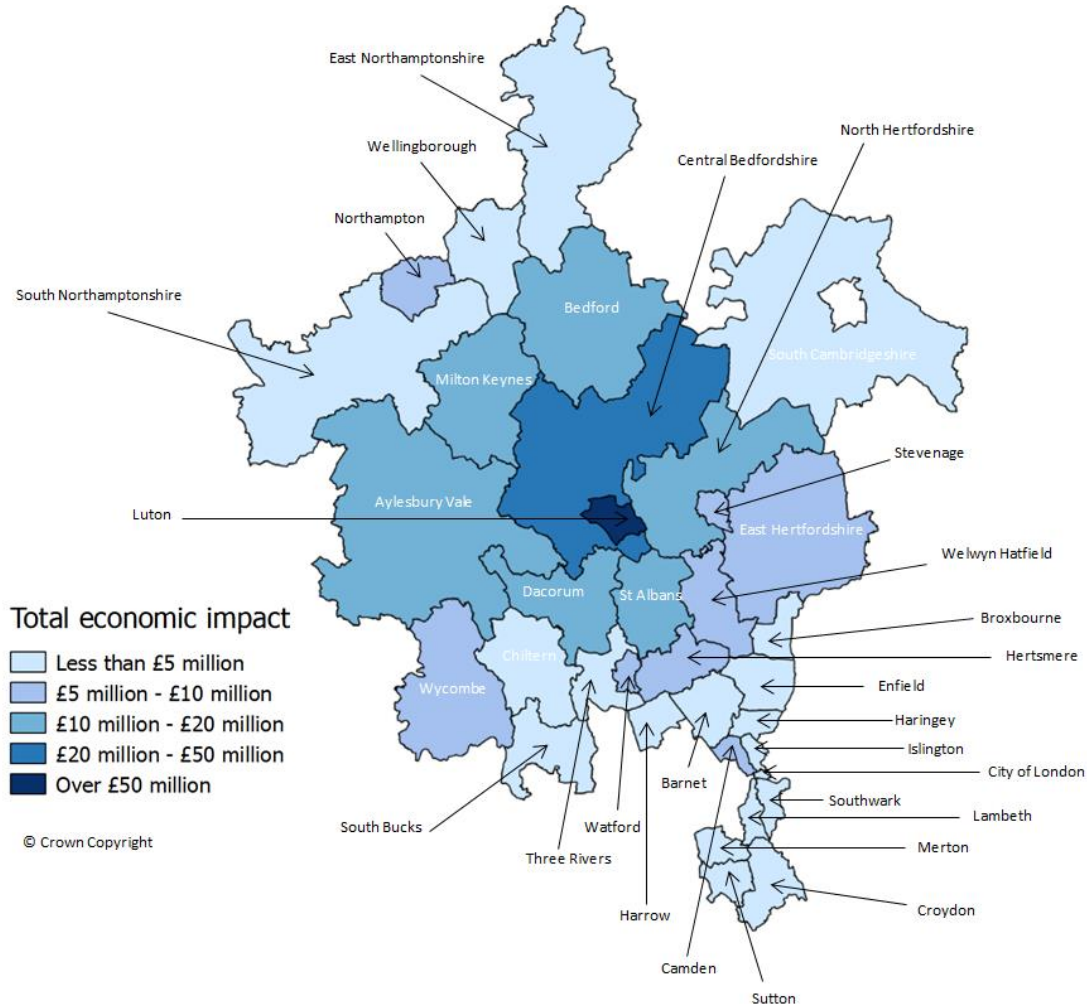 East Northamptonshire
North Hertfordshire
Wellingborough
Central Bedfordshire
Northampton
South Northamptonshire
Bedford
South Cambridgeshire
Milton Keynes
Stevenage
Aylesbury Vale
Luton
East Hertfordshire
Welwyn Hatfield
Dacorum
St Albans
Total economic impact
Broxbourne
Chiltern
Hertsmere
Less than £5 million
Wycombe
Enfield
£5 million - £10 million
Haringey
£10 million - £20 million
Islington
£20 million - £50 million
City of London
Over £50 million
Barnet
Southwark
South Bucks
Watford
Lambeth
© Crown Copyright
Three Rivers
Merton
Harrow
Croydon
Camden
Sutton